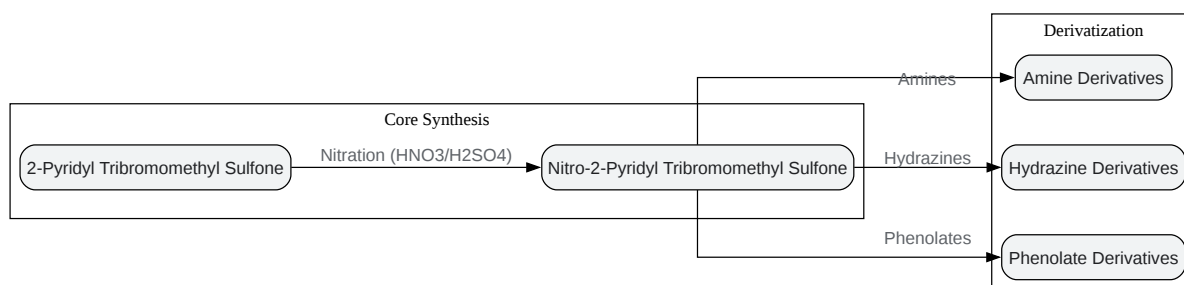 Derivatization
Amines
Amine Derivatives
Core Synthesis
2-Pyridyl Tribromomethyl Sulfone
Nitration (HNO3/H2SO4)
Nitro-2-Pyridyl Tribromomethyl Sulfone
Hydrazines
Hydrazine Derivatives
Phenolates
Phenolate Derivatives